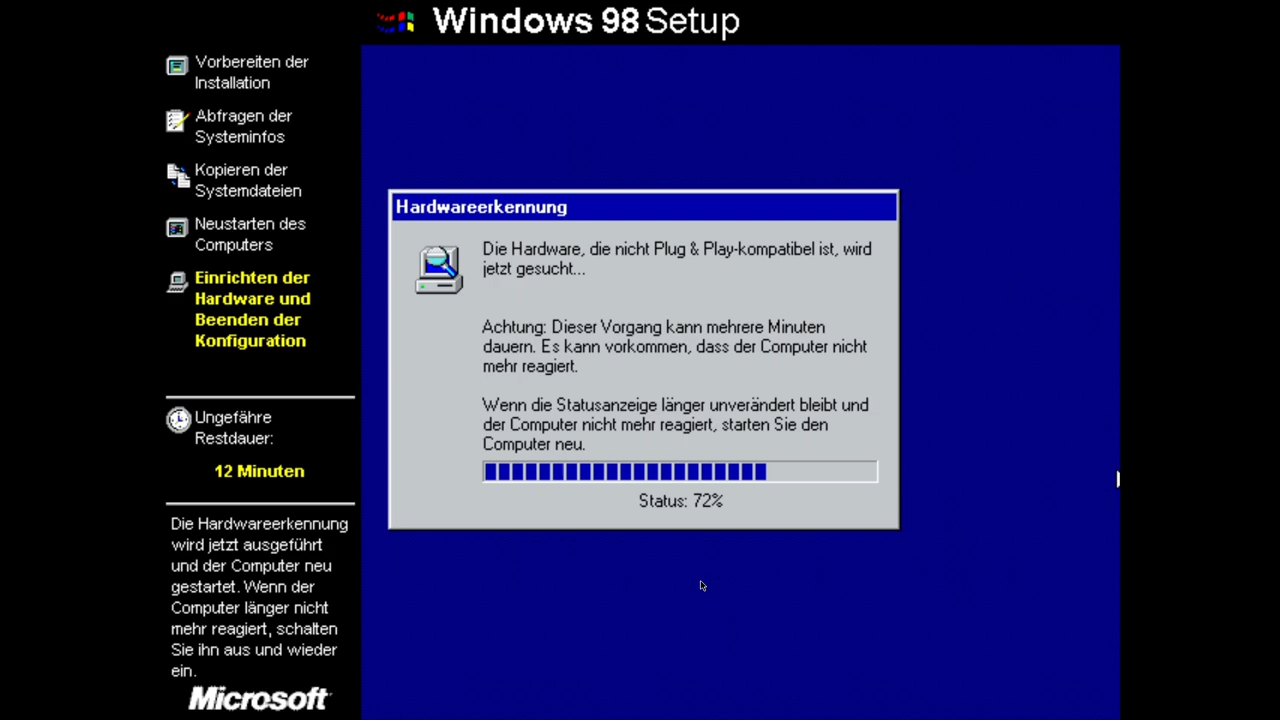 Windows 98 Setup
Vorbereiten der
Installation
Abfragen der
Systeminfos
Kopieren der
Systemdateien
Neustarten des
Computers
Einrichten der
Hardware und
Beenden der
Konfiguration
Ungefähre
Restdauer:
12 Minuten
Die Hardwareerkennung
wird jetzt ausgeführt
und der Computer neu
gestartet. Wenn der
Computer länger nicht
mehr reagiert, schalten
Sie ihn aus und wieder
ein.
Microsoft
Hardwareerkennung
Die Hardware, die nicht Plug & Play-kompatibel ist, wird
jetzt gesucht...
Achtung: Dieser Vorgang kann mehrere Minuten
dauern. Es kann vorkommen, dass der Computer nicht
mehr reagiert.
Wenn die Statusanzeige länger unverändert bleibt und
der Computer nicht mehr reagiert, starten Sie den
Computer neu.
Status: 72%